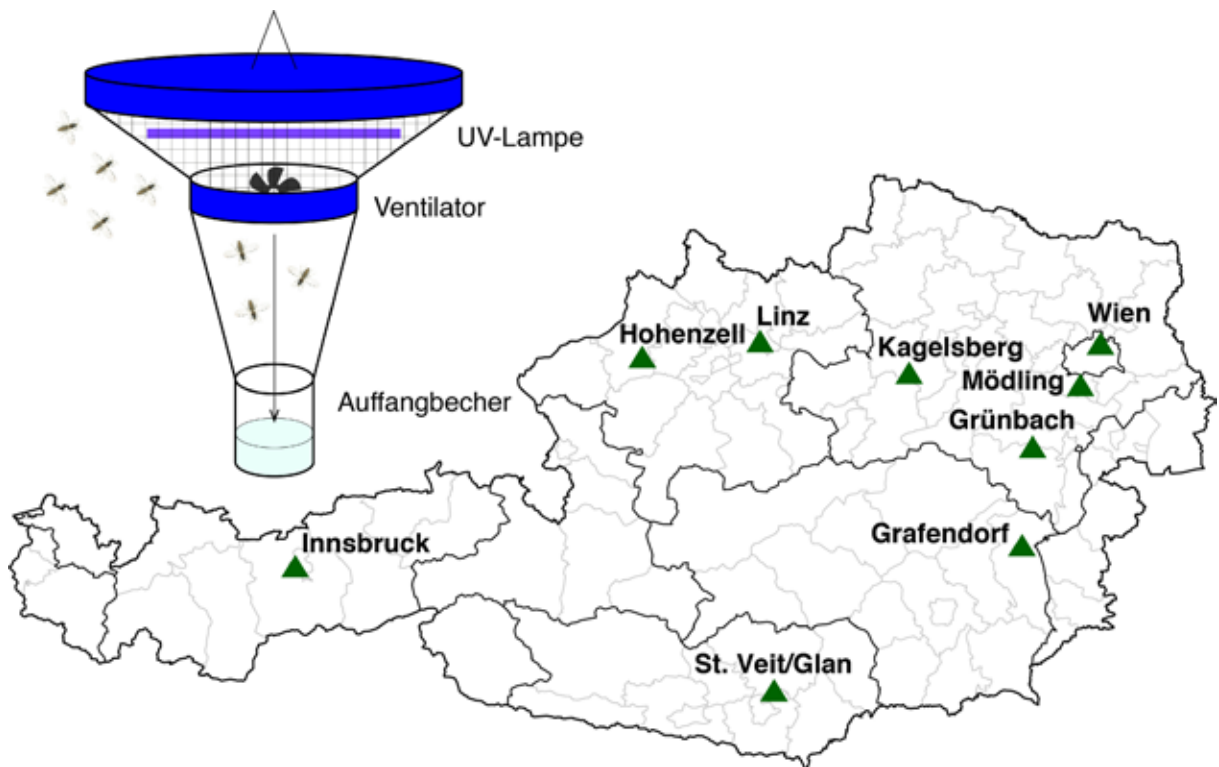 UV-Lampe
Ventilator
Auffangbecher
Wien
Linz
Hohenzell
Kagelsberg
Mödling
Grünbach
Grafendorf
Innsbruck
St. Veit/Glan